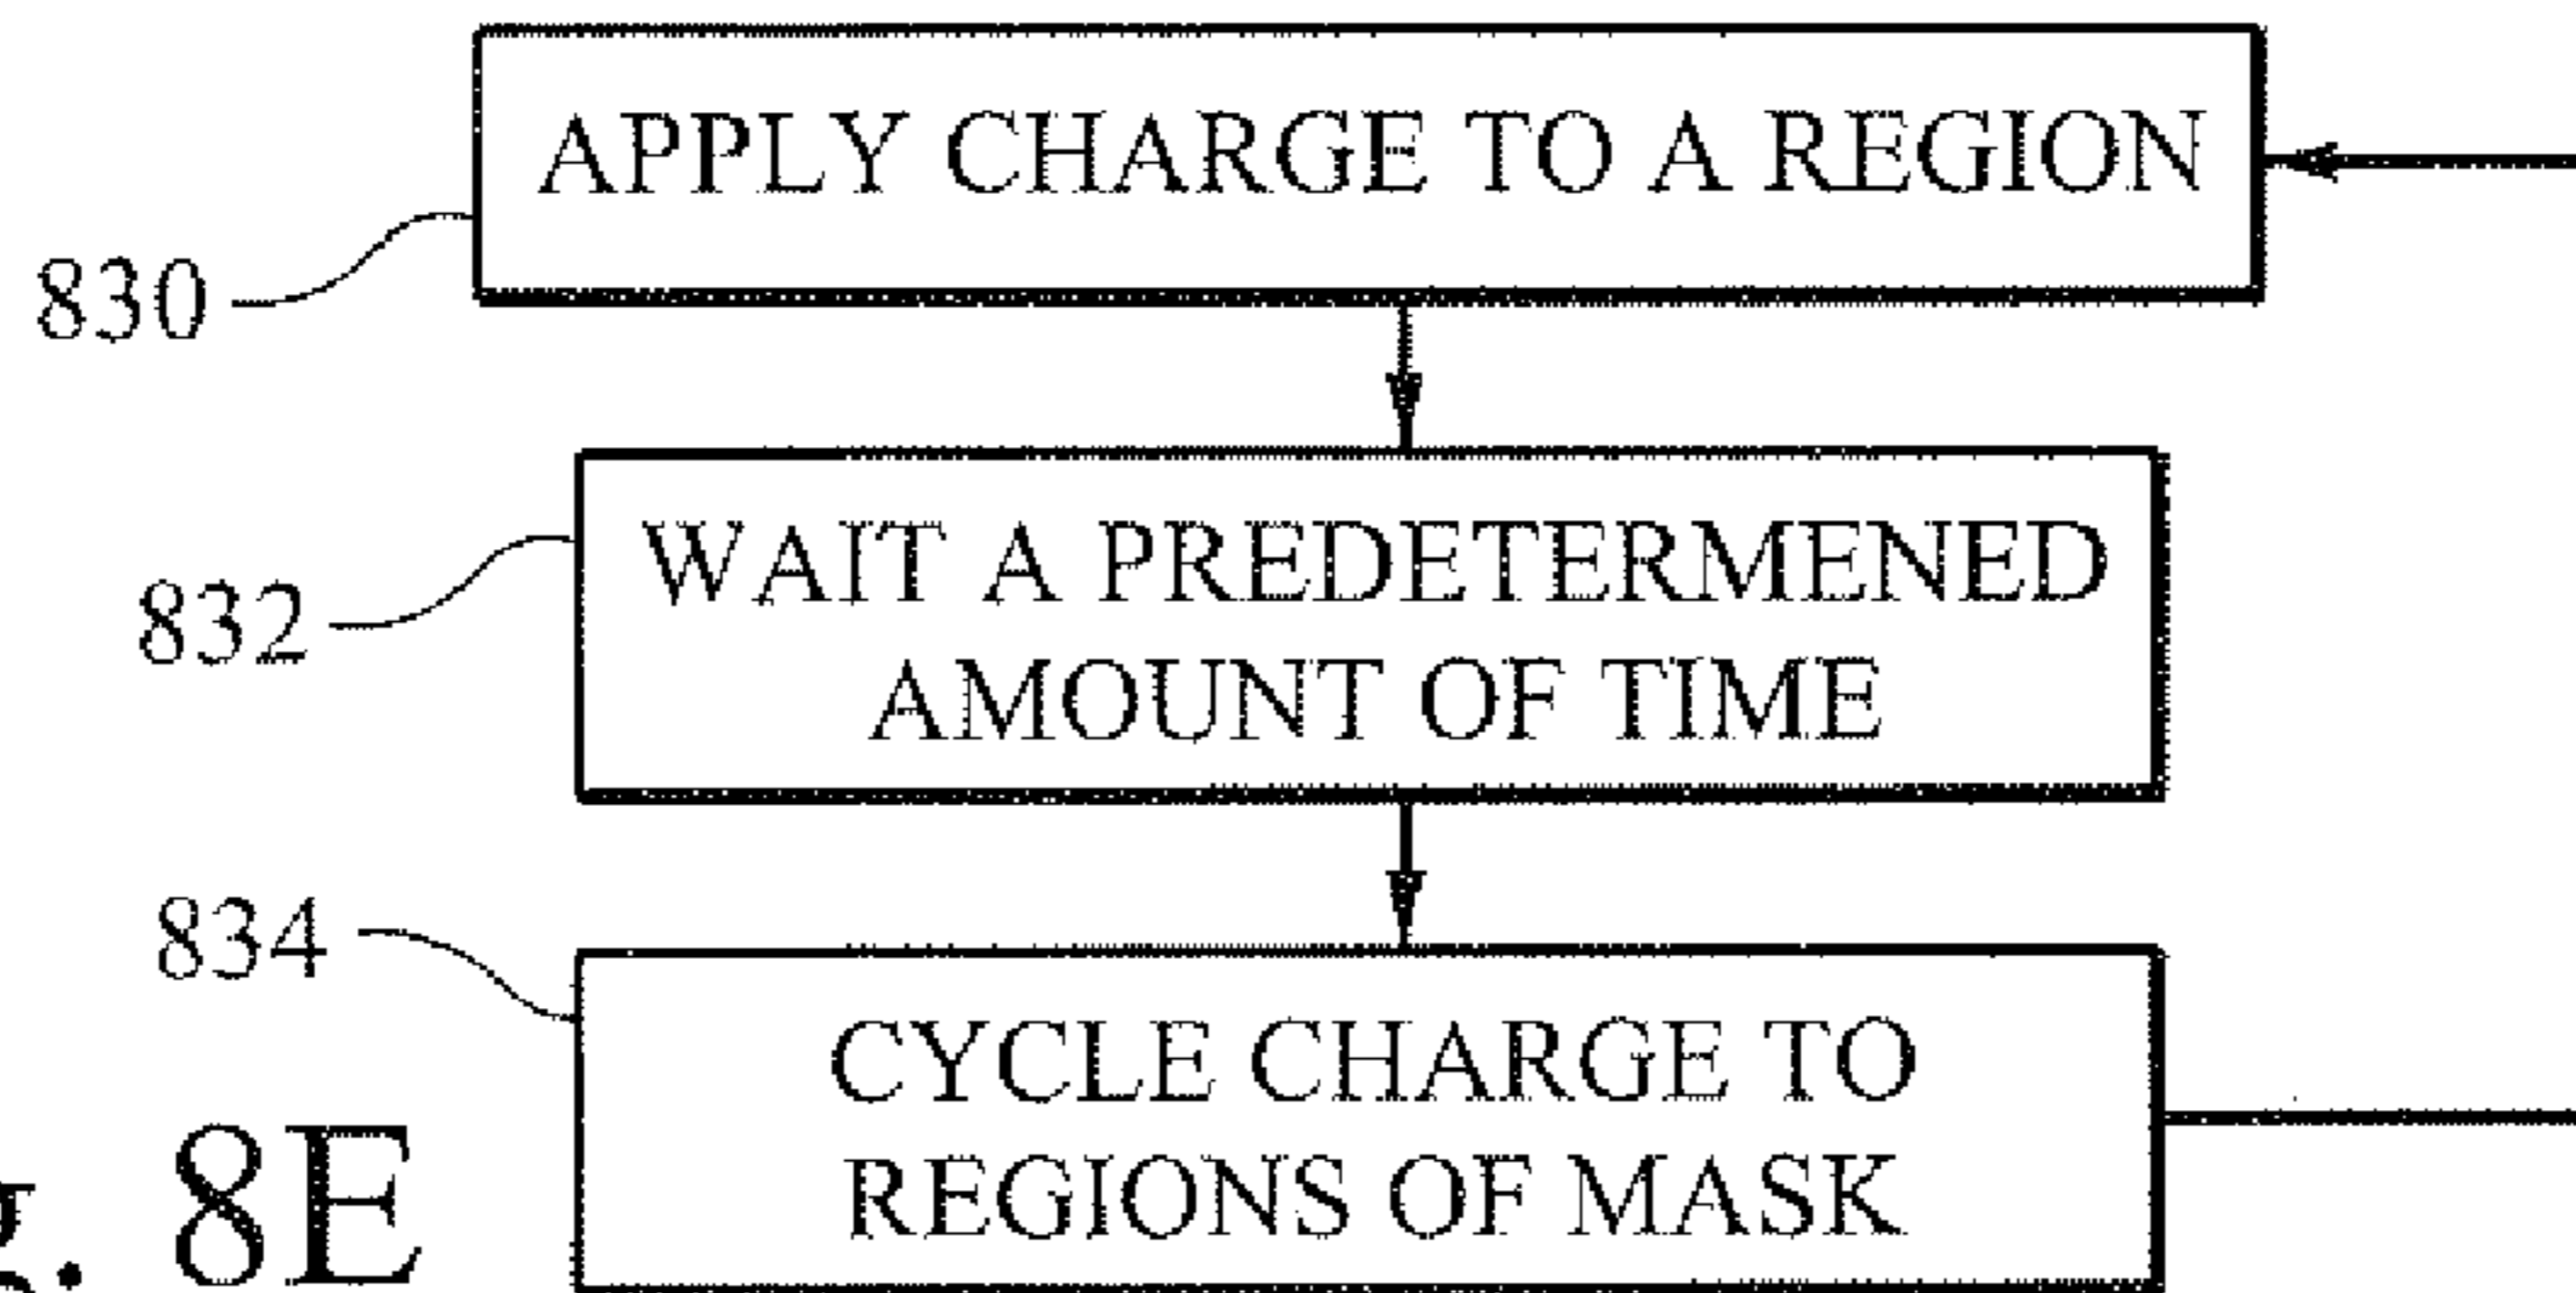 APPLY CHARGE TO A REGION
830
WAIT A PREDETERMENED
AMOUNT OF TIME
832
834
CYCLE CHARGE TO
REGIONS OF MASK
g. 8E